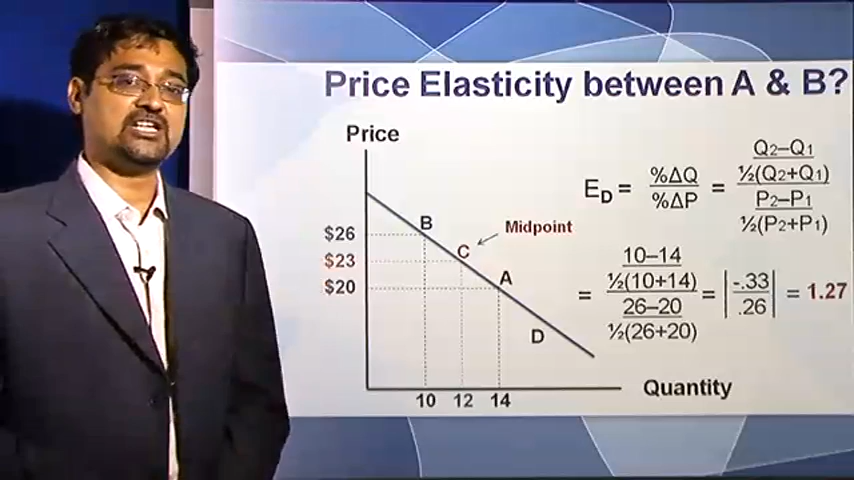 Price Elasticity between A & B?
Price
$26
$23
$20
B
C
A
D
Midpoint
10 12 14
Quantity
E_D = %ΔQ / %ΔP = Q₂–Q₁ / ½(Q₂+Q₁) / P₂–P₁ / ½(P₂+P₁)
= 10–14 / ½(10+14) / 26–20 / ½(26+20) = |-.33 / .26| = 1.27